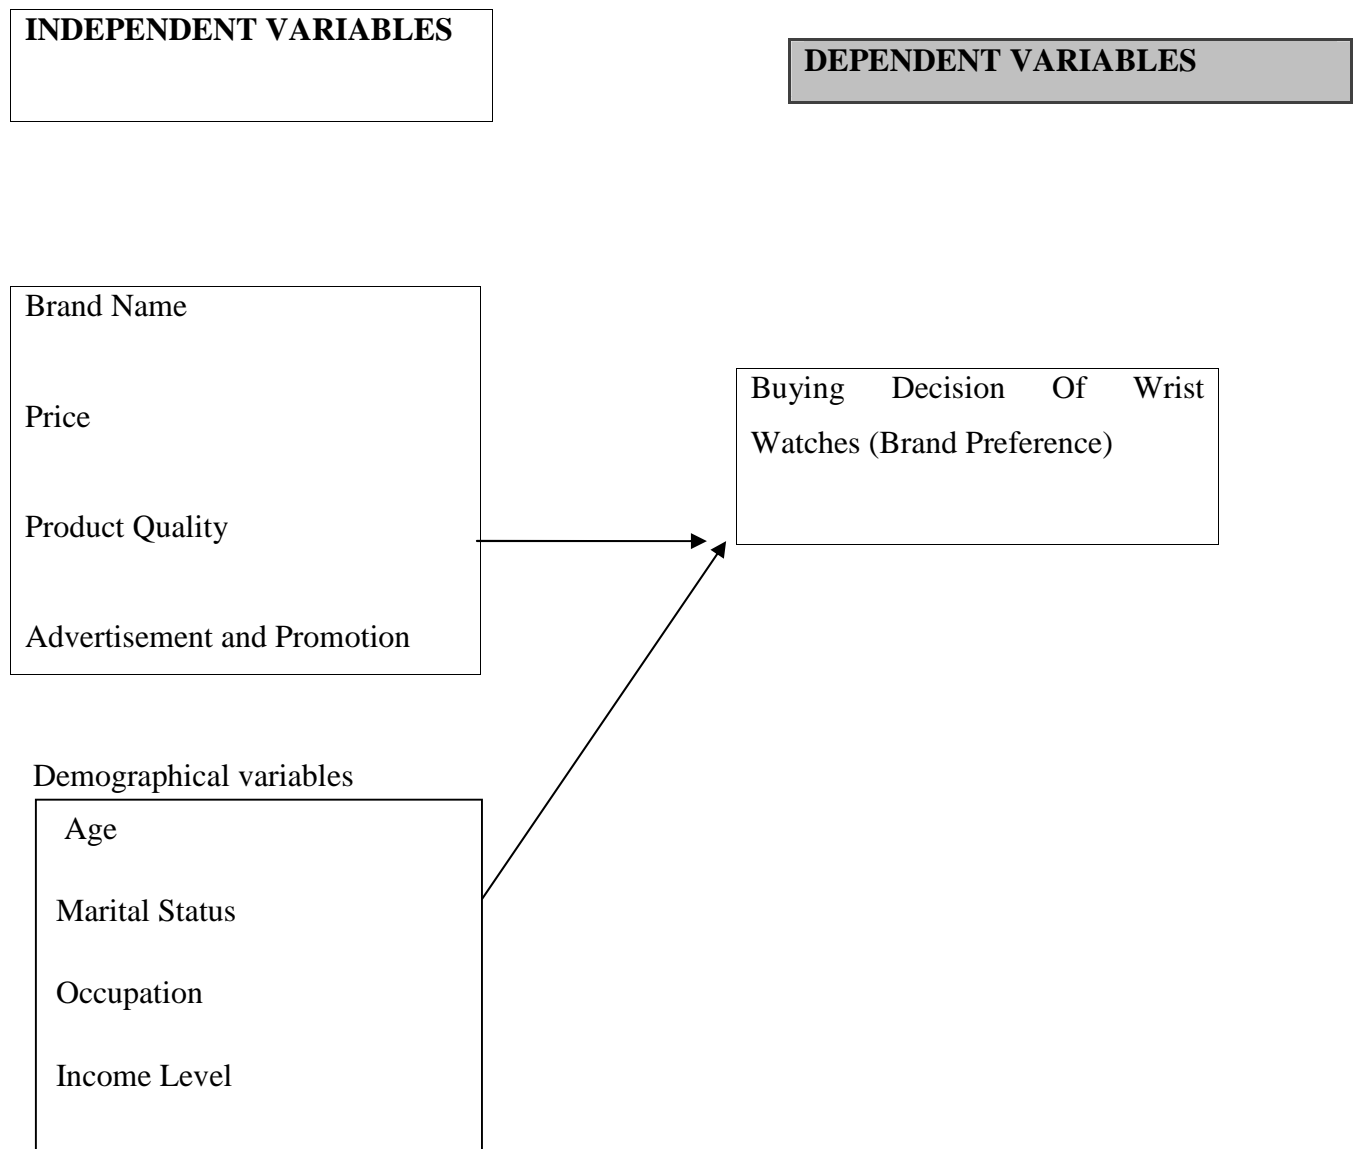 INDEPENDENT VARIABLES
DEPENDENT VARIABLES
Brand Name
Price
Product Quality
Advertisement and Promotion
Buying Decision Of Wrist
Watches (Brand Preference)
Demographical variables
Age
Marital Status
Occupation
Income Level